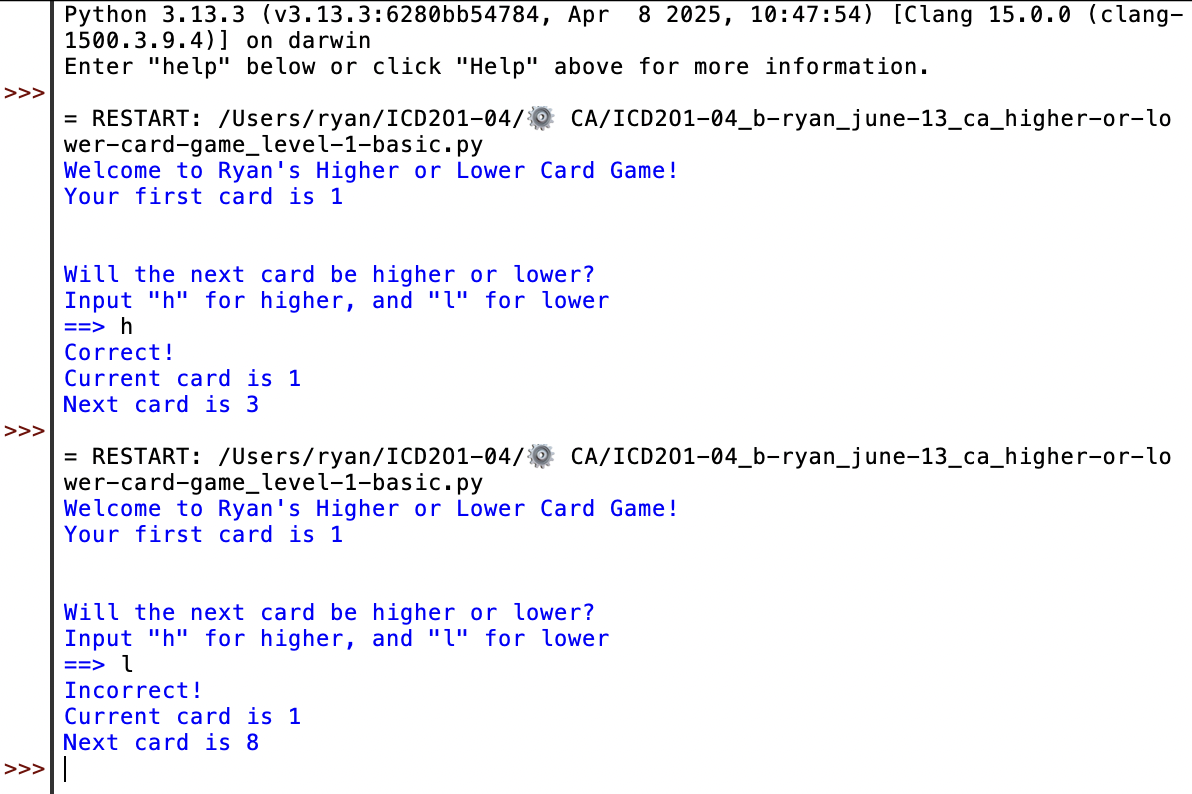 Python 3.13.3 (v3.13.3:6280bb54784, Apr  8 2025, 10:47:54) [Clang 15.0.0 (clang-
1500.3.9.4)] on darwin
Enter "help" below or click "Help" above for more information.
>>>
= RESTART: /Users/ryan/ICD2O1-04/⚙️ CA/ICD2O1-04_b-ryan_june-13_ca_higher-or-lo
wer-card-game_level-1-basic.py
Welcome to Ryan's Higher or Lower Card Game!
Your first card is 1
Will the next card be higher or lower?
Input "h" for higher, and "l" for lower
==> h
Correct!
Current card is 1
Next card is 3
>>>
= RESTART: /Users/ryan/ICD2O1-04/⚙️ CA/ICD2O1-04_b-ryan_june-13_ca_higher-or-lo
wer-card-game_level-1-basic.py
Welcome to Ryan's Higher or Lower Card Game!
Your first card is 1
Will the next card be higher or lower?
Input "h" for higher, and "l" for lower
==> l
Incorrect!
Current card is 1
Next card is 8
>>>